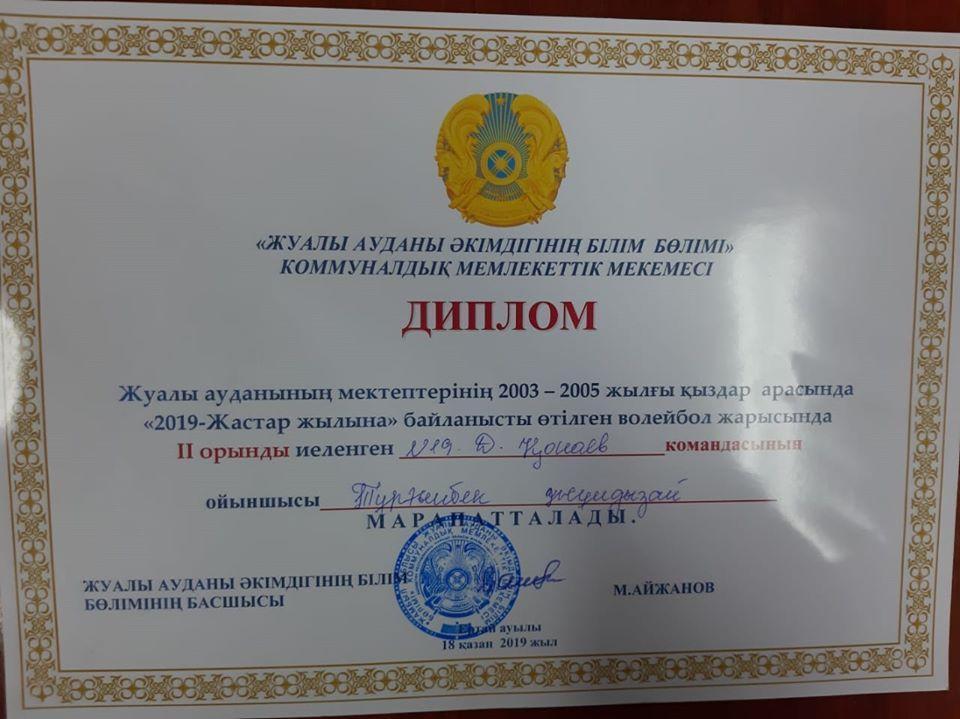 «ЖУАЛЫ АУДАНЫ ӘКІМДІГІНІҢ БІЛІМ БӨЛІМІ»
КОММУНАЛДЫҚ МЕМЛЕКЕТТІК МЕКЕМЕСІ
ДИПЛОМ
Жуалы ауданының мектептерінің 2003 – 2005 жылғы қыздар арасында
«2019-Жастар жылына» байланысты өтілген волейбол жарысында
II орынды иеленген №19. Д. Қонаев командасының
ойыншысы Тұрғынбек Жұлдызай
МАРАПАТТАЛАДЫ.
ЖУАЛЫ АУДАНЫ ӘКІМДІГІНІҢ БІЛІМ
БӨЛІМІНІҢ БАСШЫСЫ
М.АЙЖАНОВ
ауылы
18 қазан 2019 жыл